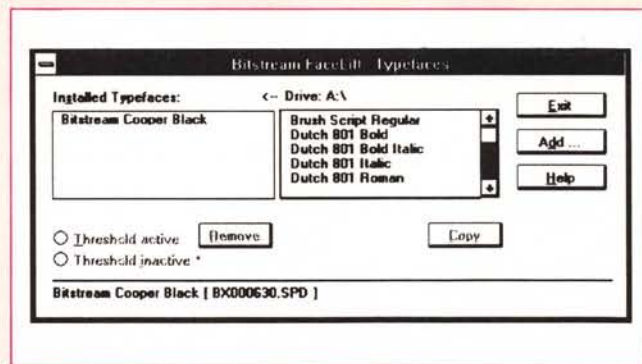 Bitstream FaceLift - Typefaces
Installed Typefaces:
<-- Drive: A:\
Bitstream Cooper Black
Brush Script Regular
Dutch 801 Bold
Dutch 801 Bold Italic
Dutch 801 Italic
Dutch 801 Roman
Exit
Add ...
Help
Threshold active
Remove
Copy
Threshold inactive *
Bitstream Cooper Black [ BX000630.SPD ]